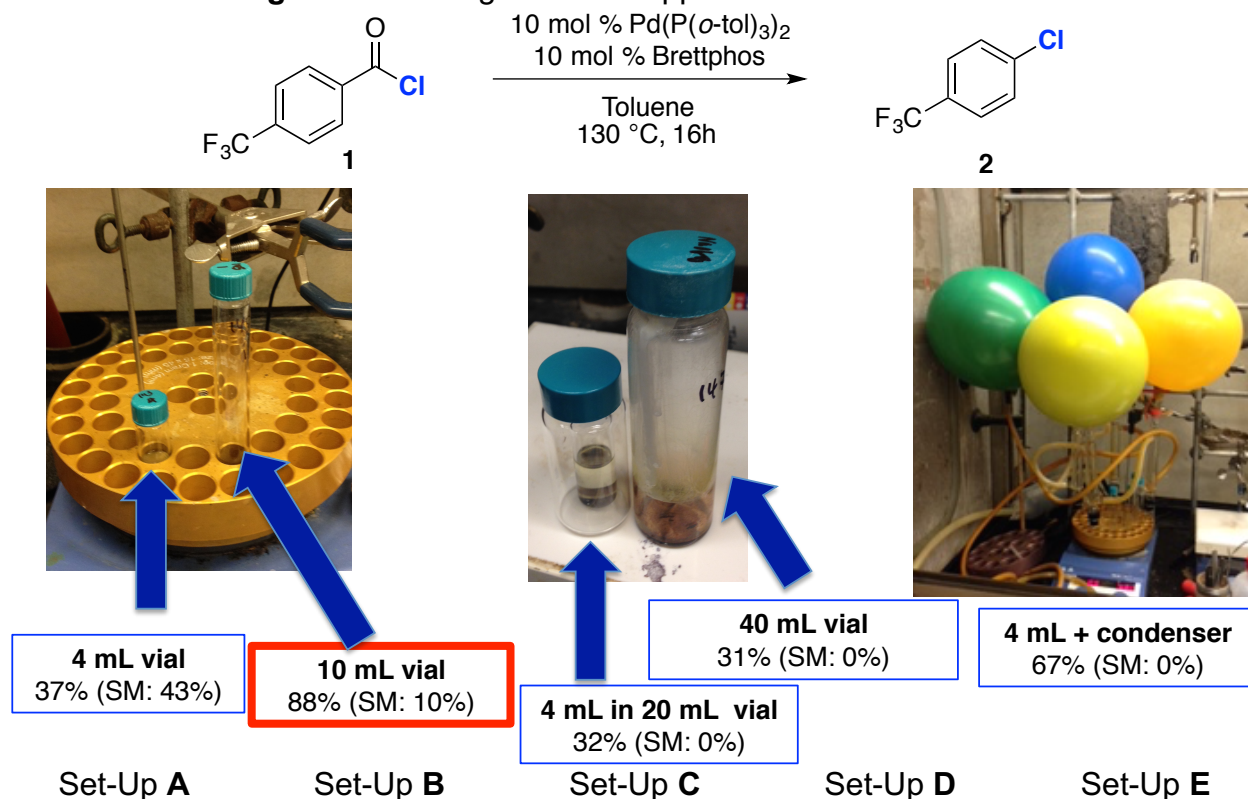 10 mol % Pd(P(o-tol)3)2
10 mol % Brettphos
Toluene
130 °C, 16h
O
Cl
F3C
1
Cl
F3C
2
4 mL vial
37% (SM: 43%)
10 mL vial
88% (SM: 10%)
4 mL in 20 mL vial
32% (SM: 0%)
40 mL vial
31% (SM: 0%)
4 mL + condenser
67% (SM: 0%)
Set-Up A
Set-Up B
Set-Up C
Set-Up D
Set-Up E